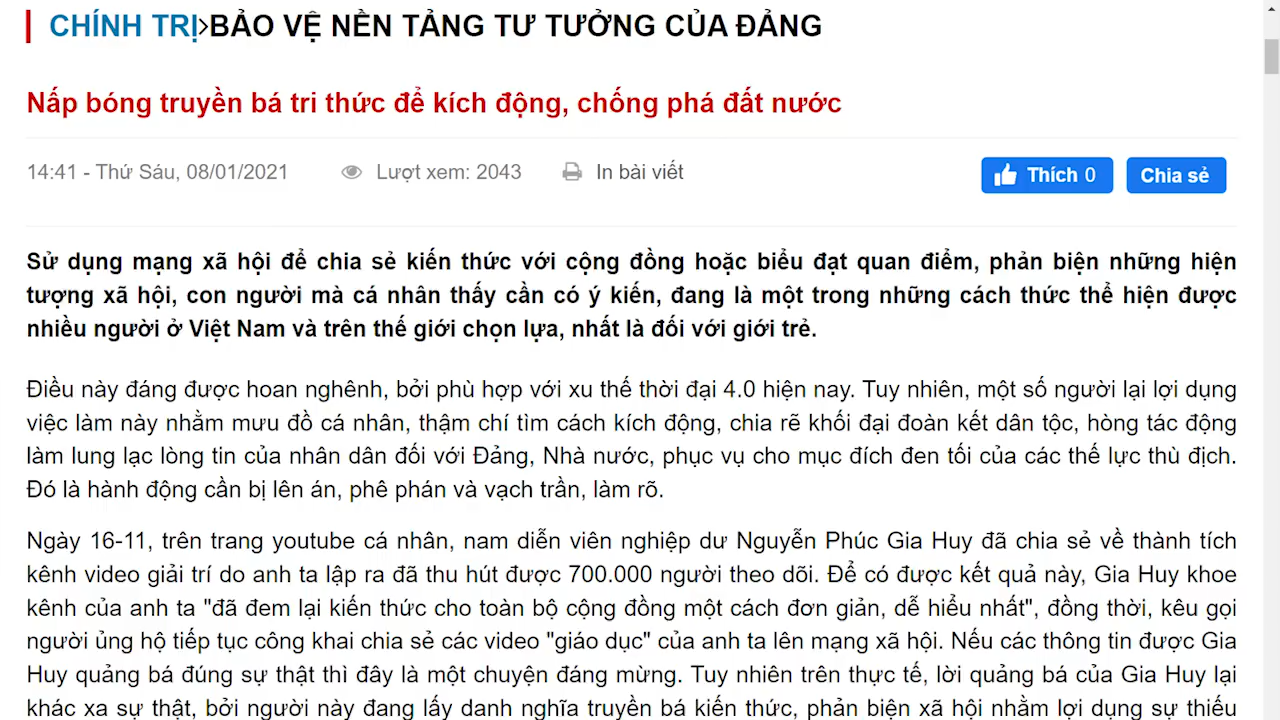 CHÍNH TRỊ>BẢO VỆ NỀN TẢNG TƯ TƯỞNG CỦA ĐẢNG
Nấp bóng truyền bá tri thức để kích động, chống phá đất nước
14:41 - Thứ Sáu, 08/01/2021 Lượt xem: 2043 In bài viết Thích 0 Chia sẻ
Sử dụng mạng xã hội để chia sẻ kiến thức với cộng đồng hoặc biểu đạt quan điểm, phản biện những hiện
tượng xã hội, con người mà cá nhân thấy cần có ý kiến, đang là một trong những cách thức thể hiện được
nhiều người ở Việt Nam và trên thế giới chọn lựa, nhất là đối với giới trẻ.
Điều này đáng được hoan nghênh, bởi phù hợp với xu thế thời đại 4.0 hiện nay. Tuy nhiên, một số người lại lợi dụng
việc làm này nhằm mưu đồ cá nhân, thậm chí tìm cách kích động, chia rẽ khối đại đoàn kết dân tộc, hòng tác động
làm lung lạc lòng tin của nhân dân đối với Đảng, Nhà nước, phục vụ cho mục đích đen tối của các thế lực thù địch.
Đó là hành động cần bị lên án, phê phán và vạch trần, làm rõ.
Ngày 16-11, trên trang youtube cá nhân, nam diễn viên nghiệp dư Nguyễn Phúc Gia Huy đã chia sẻ về thành tích
kênh video giải trí do anh ta lập ra đã thu hút được 700.000 người theo dõi. Để có được kết quả này, Gia Huy khoe
kênh của anh ta "đã đem lại kiến thức cho toàn bộ cộng đồng một cách đơn giản, dễ hiểu nhất", đồng thời, kêu gọi
người ủng hộ tiếp tục công khai chia sẻ các video "giáo dục" của anh ta lên mạng xã hội. Nếu các thông tin được Gia
Huy quảng bá đúng sự thật thì đây là một chuyện đáng mừng. Tuy nhiên trên thực tế, lời quảng bá của Gia Huy lại
khác xa sự thật, bởi người này đang lấy danh nghĩa truyền bá kiến thức, phản biện xã hội nhằm lợi dụng sự thiếu